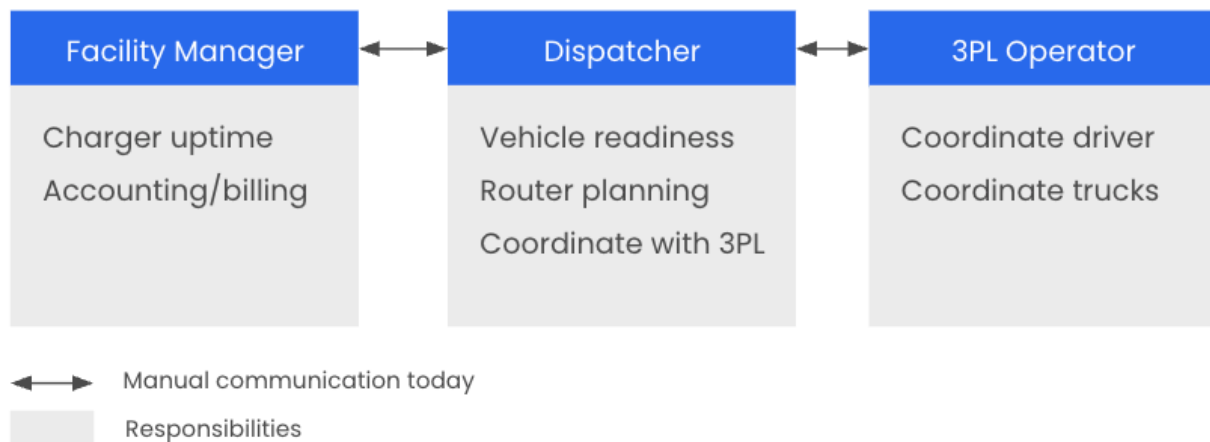 Facility Manager
Charger uptime
Accounting/billing
Dispatcher
Vehicle readiness
Router planning
Coordinate with 3PL
3PL Operator
Coordinate driver
Coordinate trucks
Manual communication today
Responsibilities